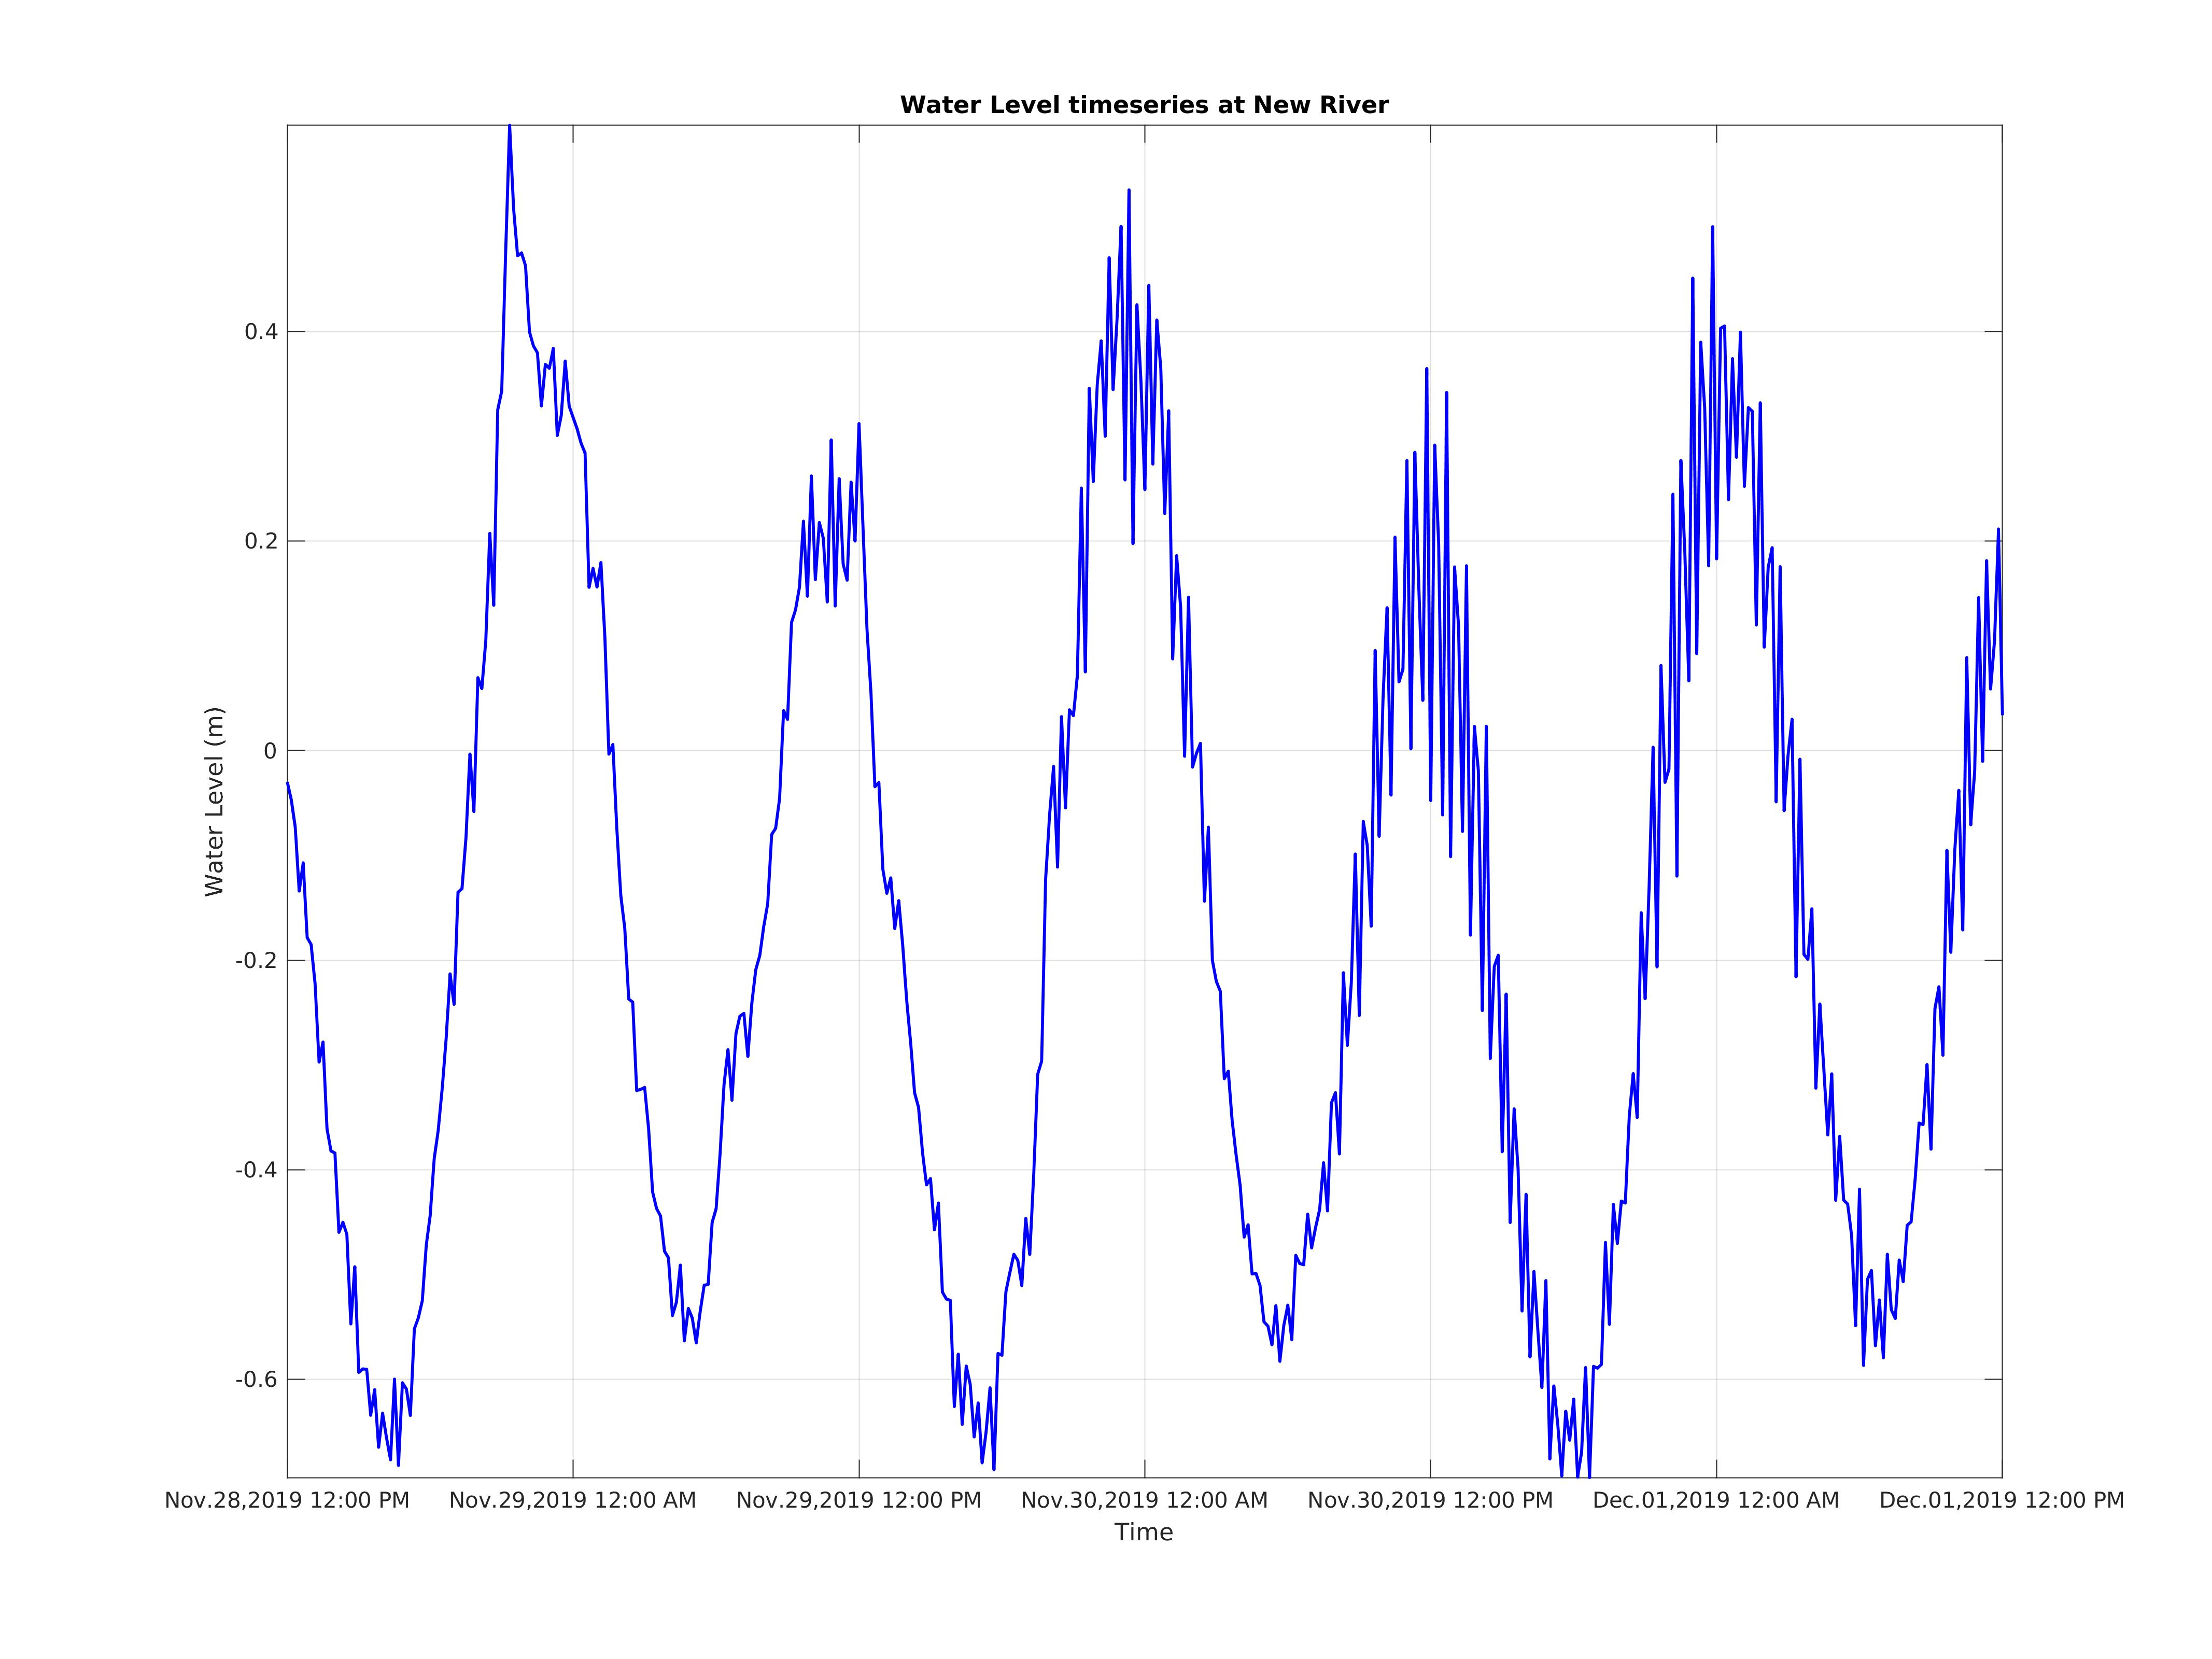 Water Level timeseries at New River
0.4
0.2
0
-0.2
-0.4
-0.6
Water Level (m)
Nov.28,2019 12:00 PM Nov.29,2019 12:00 AM Nov.29,2019 12:00 PM Nov.30,2019 12:00 AM Nov.30,2019 12:00 PM Dec.01,2019 12:00 AM Dec.01,2019 12:00 PM
Time